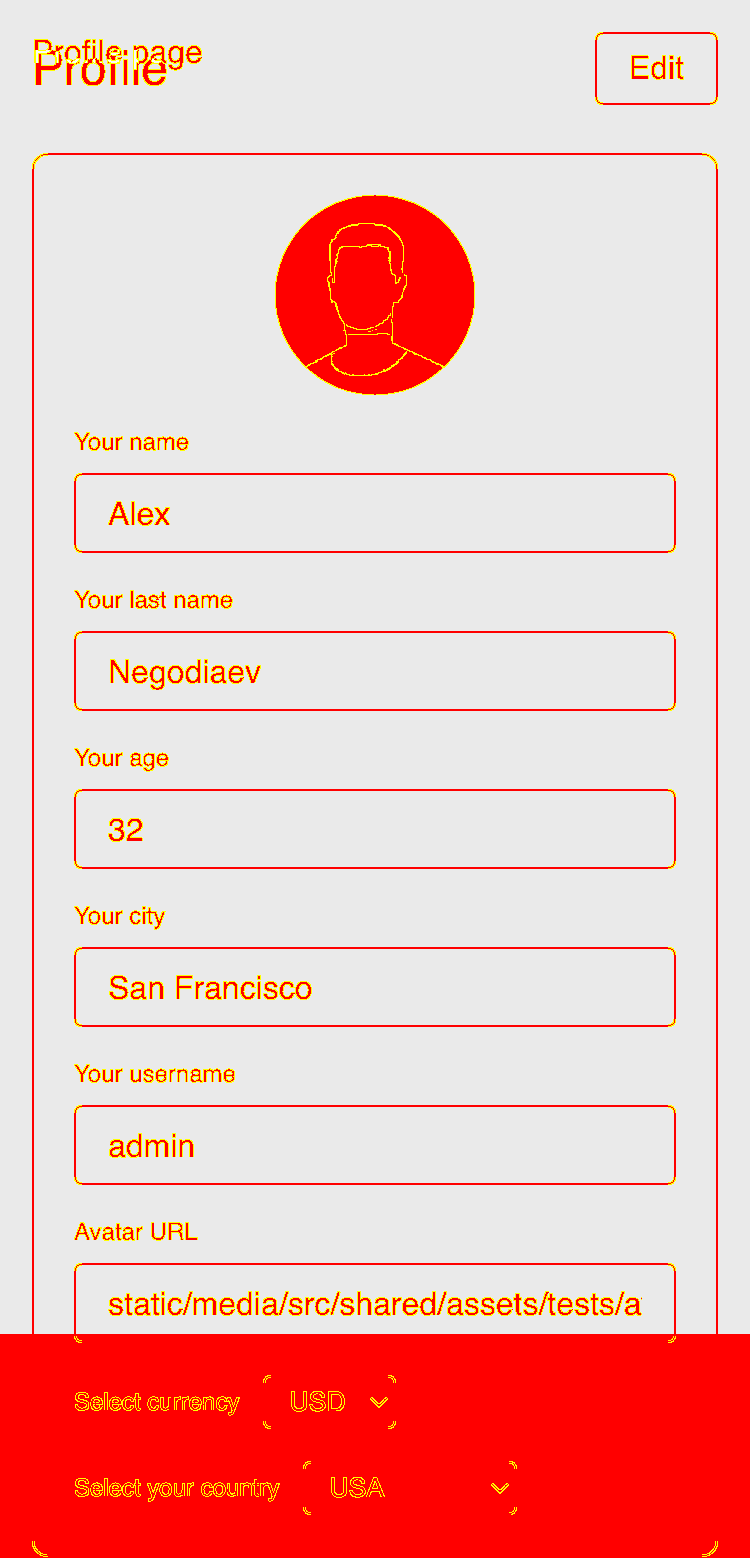 Profile page
Profile
Edit
Your name
Alex
Your last name
Negodiaev
Your age
32
Your city
San Francisco
Your username
admin
Avatar URL
static/media/src/shared/assets/tests/a
Select currency USD
Select your country USA